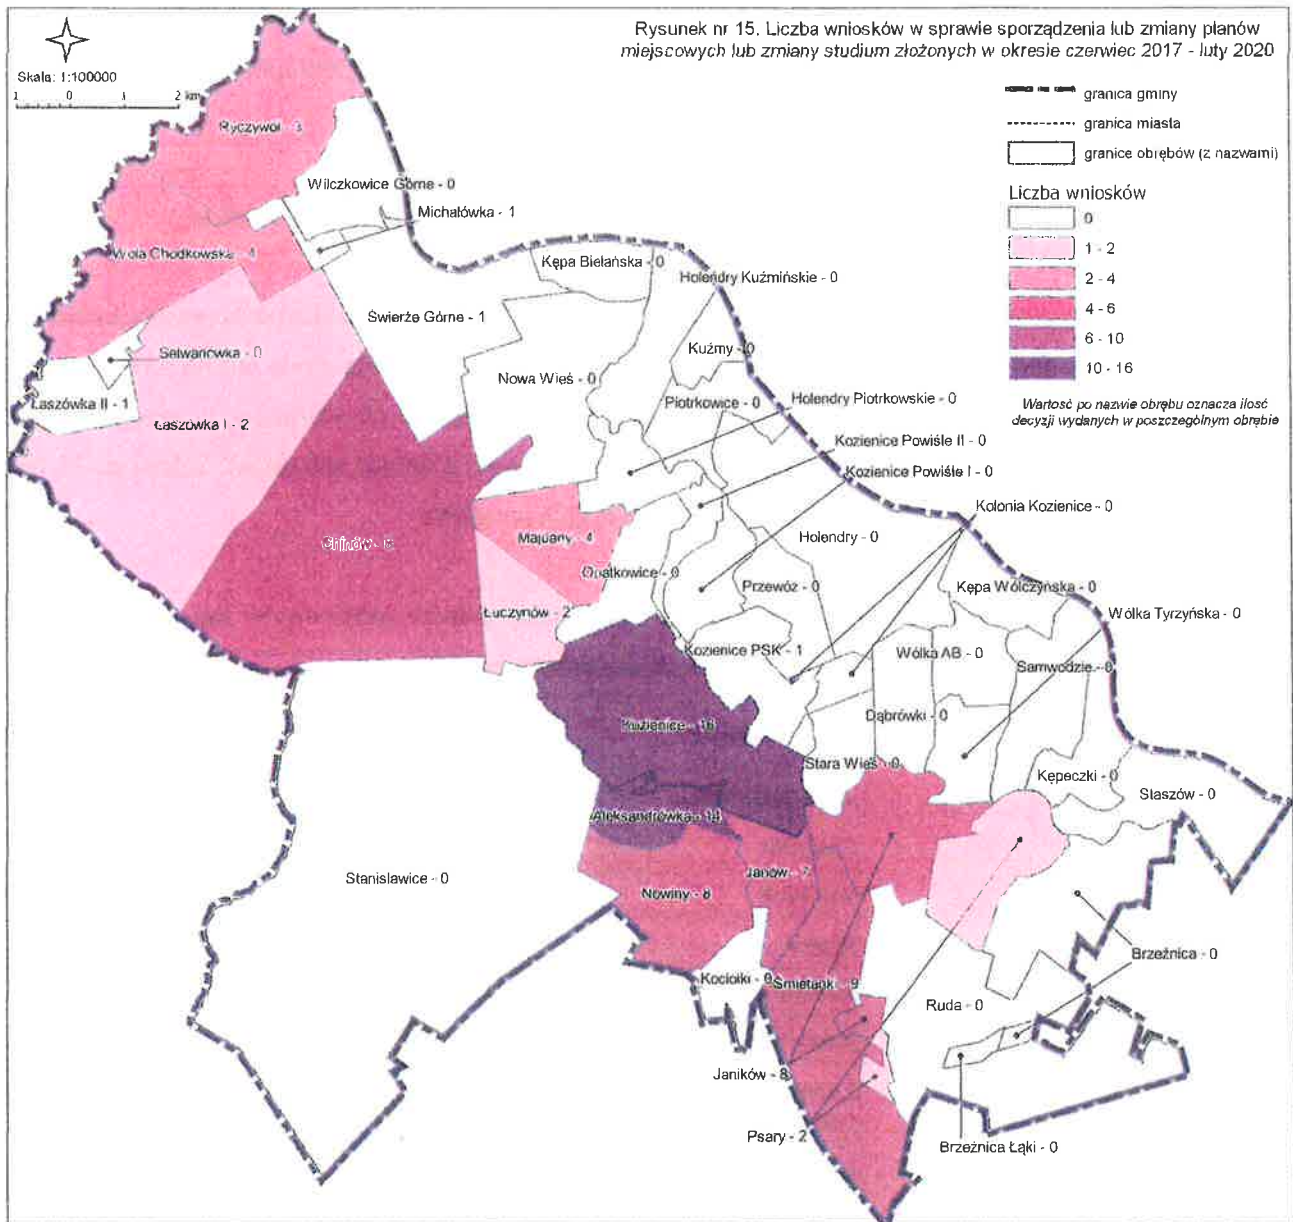 Rysunek nr 15. Liczba wniosków w sprawie sporządzenia lub zmiany planów
miejscowych lub zmiany studium złożonych w okresie czerwiec 2017 - luty 2020
Skala: 1:100000
1 0 1 2 km
granica gminy
granica miasta
granice obrębów (z nazwami)
Liczba wniosków
0
1 - 2
2 - 4
4 - 6
6 - 10
10 - 16
Wartość po nazwie obrębu oznacza ilość
decyzji wydanych w poszczególnym obrębie
Ryczywół - 3
Wilczkowice Górne - 0
Michałówka - 1
Wola Chodkowska - 4
Kępa Bielańska - 0
Holendry Kuźmińskie - 0
Świerże Górne - 1
Selwanówka - 0
Kuźmy - 0
Nowa Wieś - 0
Łaszówka II - 1
Piotrkowice - 0
Holendry Piotrkowskie - 0
Łaszówka I - 2
Kozienice Powiśle II - 0
Kozienice Powiśle I - 0
Kolonia Kozienice - 0
Chinów -
Majdany - 4
Holendry - 0
Opatkowice - 0
Przewóz - 0
Kępa Wólczyńska - 0
Łuczynów - 2
Wólka Tyrzyńska - 0
Kozienice PSK - 1
Wólka AB - 0
Samwodzie - 0
Kozienice - 16
Dąbrówki - 0
Stara Wieś - 0
Kępeczki - 0
Staszów - 0
Aleksandrówka - 14
Stanisławice - 0
Janów - 7
Nowiny - 8
Brzeźnica - 0
Kociołki - 0
Śmietanki - 9
Ruda - 0
Janików - 8
Psary - 2
Brzeźnica Łąki - 0